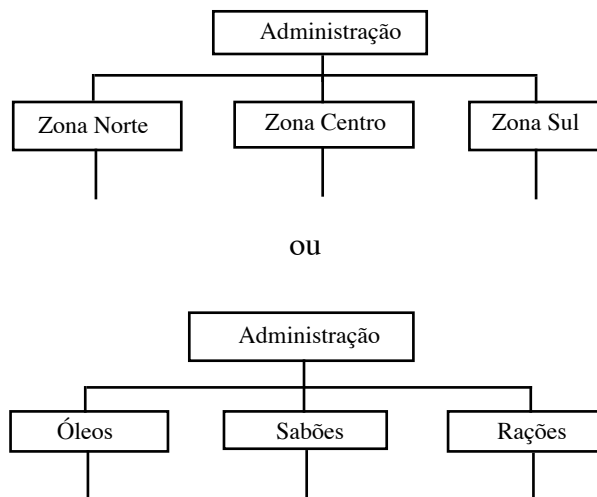 Administração
Zona Norte
Zona Centro
Zona Sul
ou
Administração
Óleos
Sabões
Rações